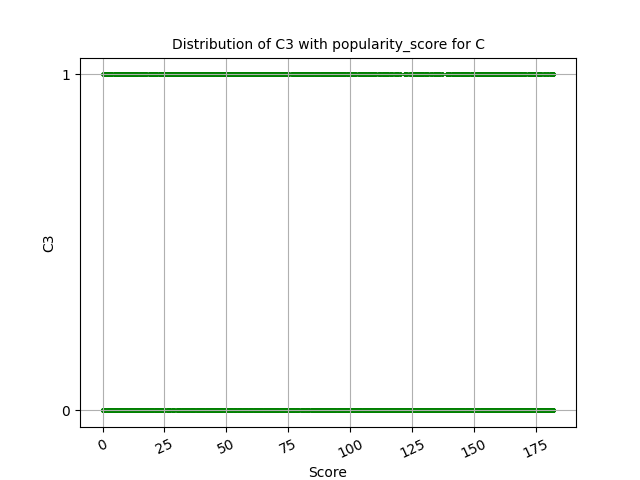 Distribution of C3 with popularity_score for C
1
C3
0
0 25 50 75 100 125 150 175
Score